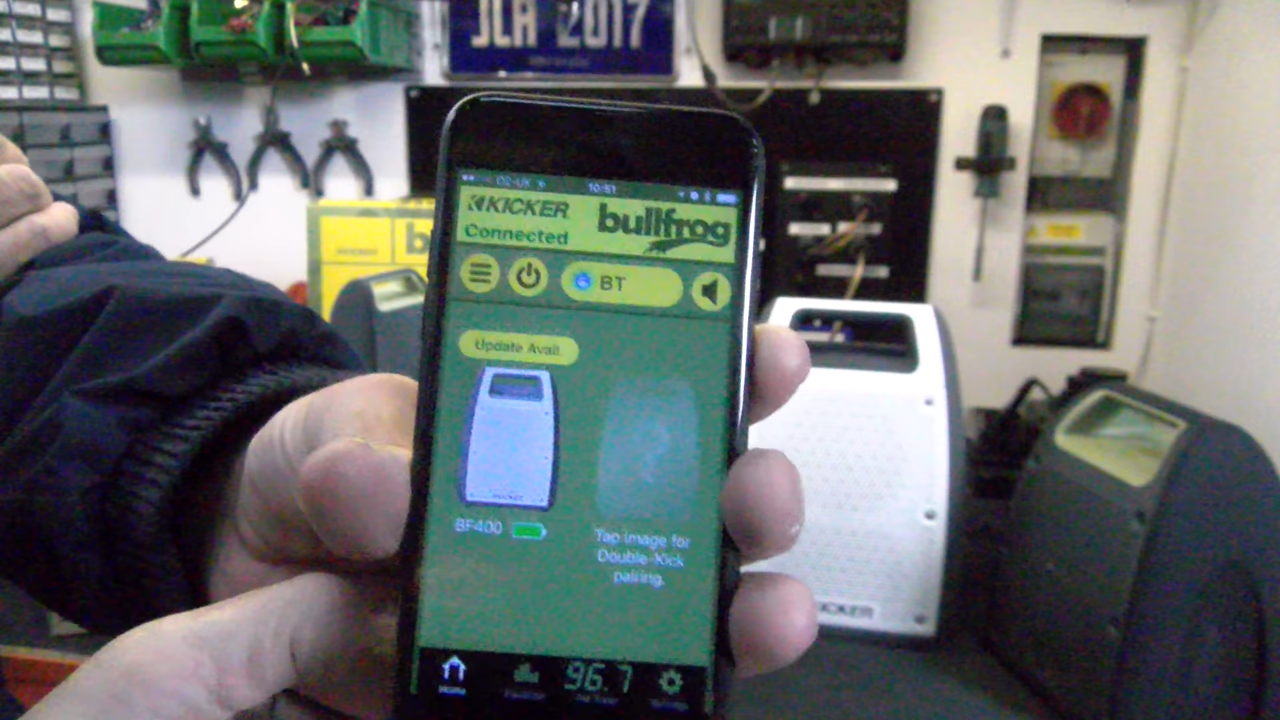 JLA 2017
O2-UK 10:51
KICKER
bullfrog
Connected
BT
Update Avail.
BF400
Tap image for
Double-Kick
pairing.
Home
96.7
KICKER